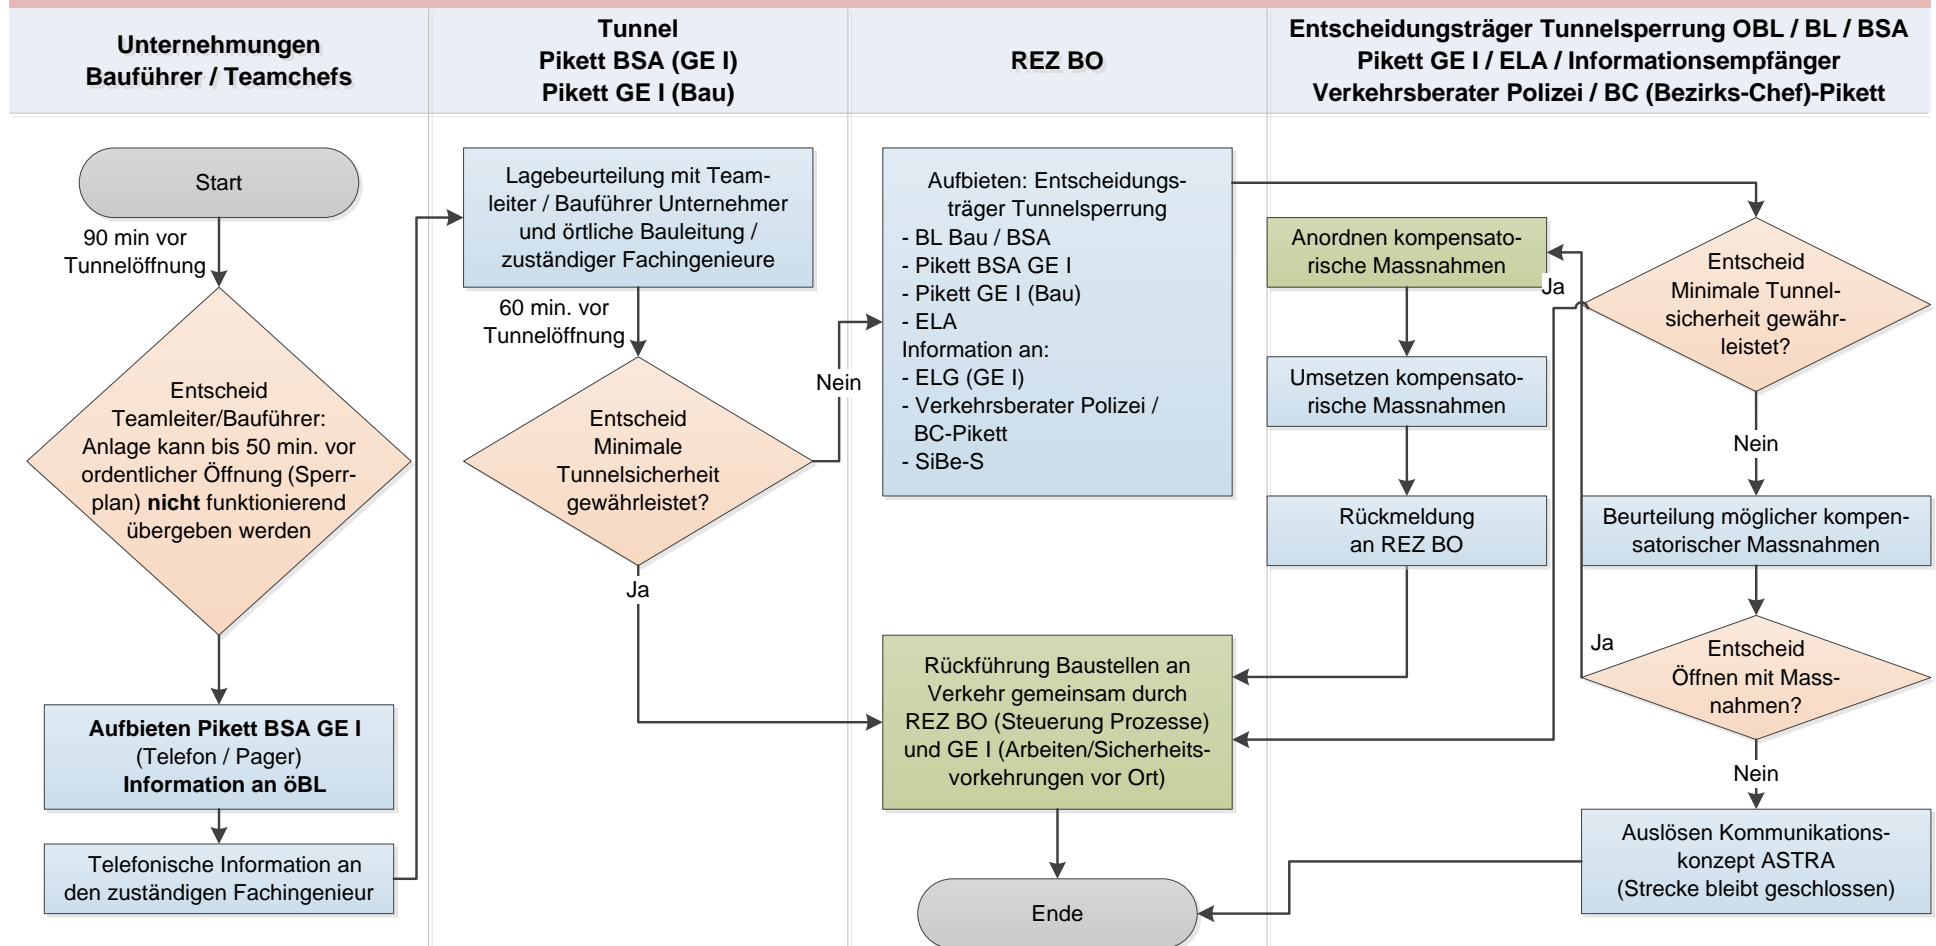 Unternehmungen
Bauführer / Teamchefs
Tunnel
Pikett BSA (GE I)
Pikett GE I (Bau)
REZ BO
Entscheidungsträger Tunnelsperrung OBL / BL / BSA
Pikett GE I / ELA / Informationsempfänger
Verkehrsberater Polizei / BC (Bezirks-Chef)-Pikett
Start
90 min vor
Tunnelöffnung
Entscheid
Teamleiter/Bauführer:
Anlage kann bis 50 min. vor
ordentlicher Öffnung (Sperr-
plan) nicht funktionierend
übergeben werden
Aufbieten Pikett BSA GE I
(Telefon / Pager)
Information an öBL
Telefonische Information an
den zuständigen Fachingenieur
Lagebeurteilung mit Team-
leiter / Bauführer Unternehmer
und örtliche Bauleitung /
zuständiger Fachingenieure
60 min. vor
Tunnelöffnung
Entscheid
Minimale
Tunnelsicherheit
gewährleistet?
Nein
Ja
Aufbieten: Entscheidungs-
träger Tunnelsperrung
- BL Bau / BSA
- Pikett BSA GE I
- Pikett GE I (Bau)
- ELA
Information an:
- ELG (GE I)
- Verkehrsberater Polizei /
BC-Pikett
- SiBe-S
Rückführung Baustellen an
Verkehr gemeinsam durch
REZ BO (Steuerung Prozesse)
und GE I (Arbeiten/Sicherheits-
vorkehrungen vor Ort)
Ende
Anordnen kompensato-
rische Massnahmen
Umsetzen kompensato-
rische Massnahmen
Rückmeldung
an REZ BO
Ja
Entscheid
Minimale Tunnel-
sicherheit gewähr-
leistet?
Nein
Beurteilung möglicher kompen-
satorischer Massnahmen
Ja
Entscheid
Öffnen mit Mass-
nahmen?
Nein
Auslösen Kommunikations-
konzept ASTRA
(Strecke bleibt geschlossen)